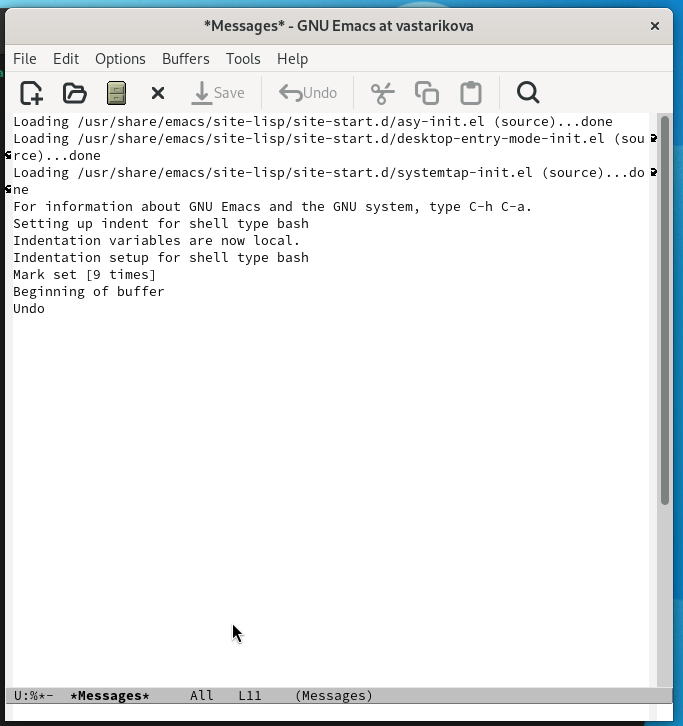 *Messages* - GNU Emacs at vastarikova
File Edit Options Buffers Tools Help
Save Undo
Loading /usr/share/emacs/site-lisp/site-start.d/asy-init.el (source)...done
Loading /usr/share/emacs/site-lisp/site-start.d/desktop-entry-mode-init.el (sou
rce)...done
Loading /usr/share/emacs/site-lisp/site-start.d/systemtap-init.el (source)...do
ne
For information about GNU Emacs and the GNU system, type C-h C-a.
Setting up indent for shell type bash
Indentation variables are now local.
Indentation setup for shell type bash
Mark set [9 times]
Beginning of buffer
Undo
U:%*- *Messages* All L11 (Messages)